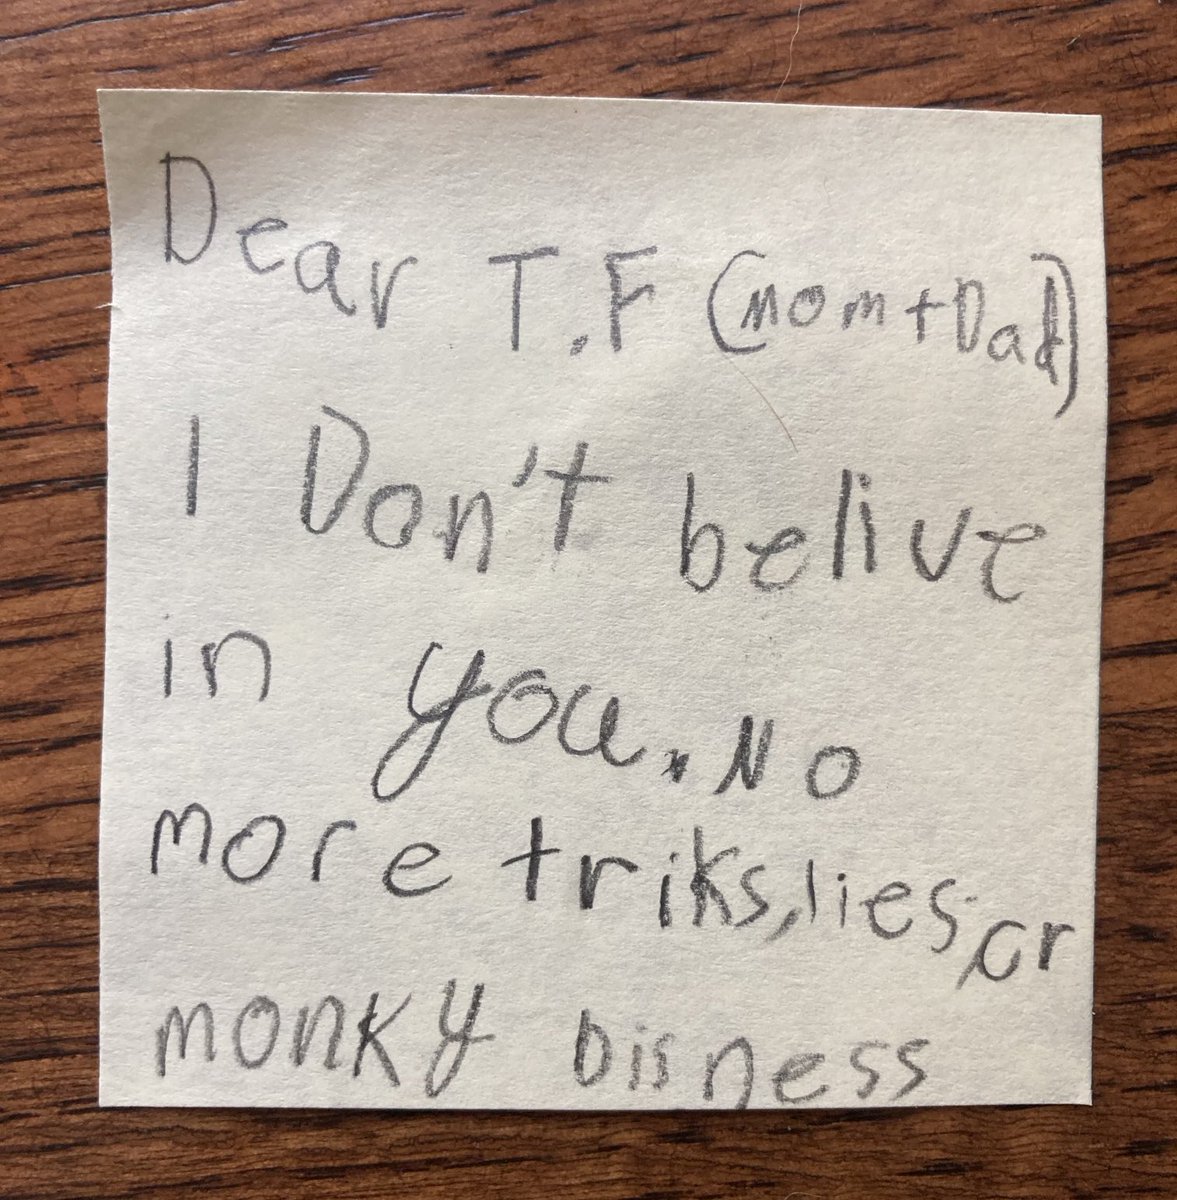 Dear T.F (mom+Dad)
I Don't belive
in you. No
more triks, lies, or
monky bisness